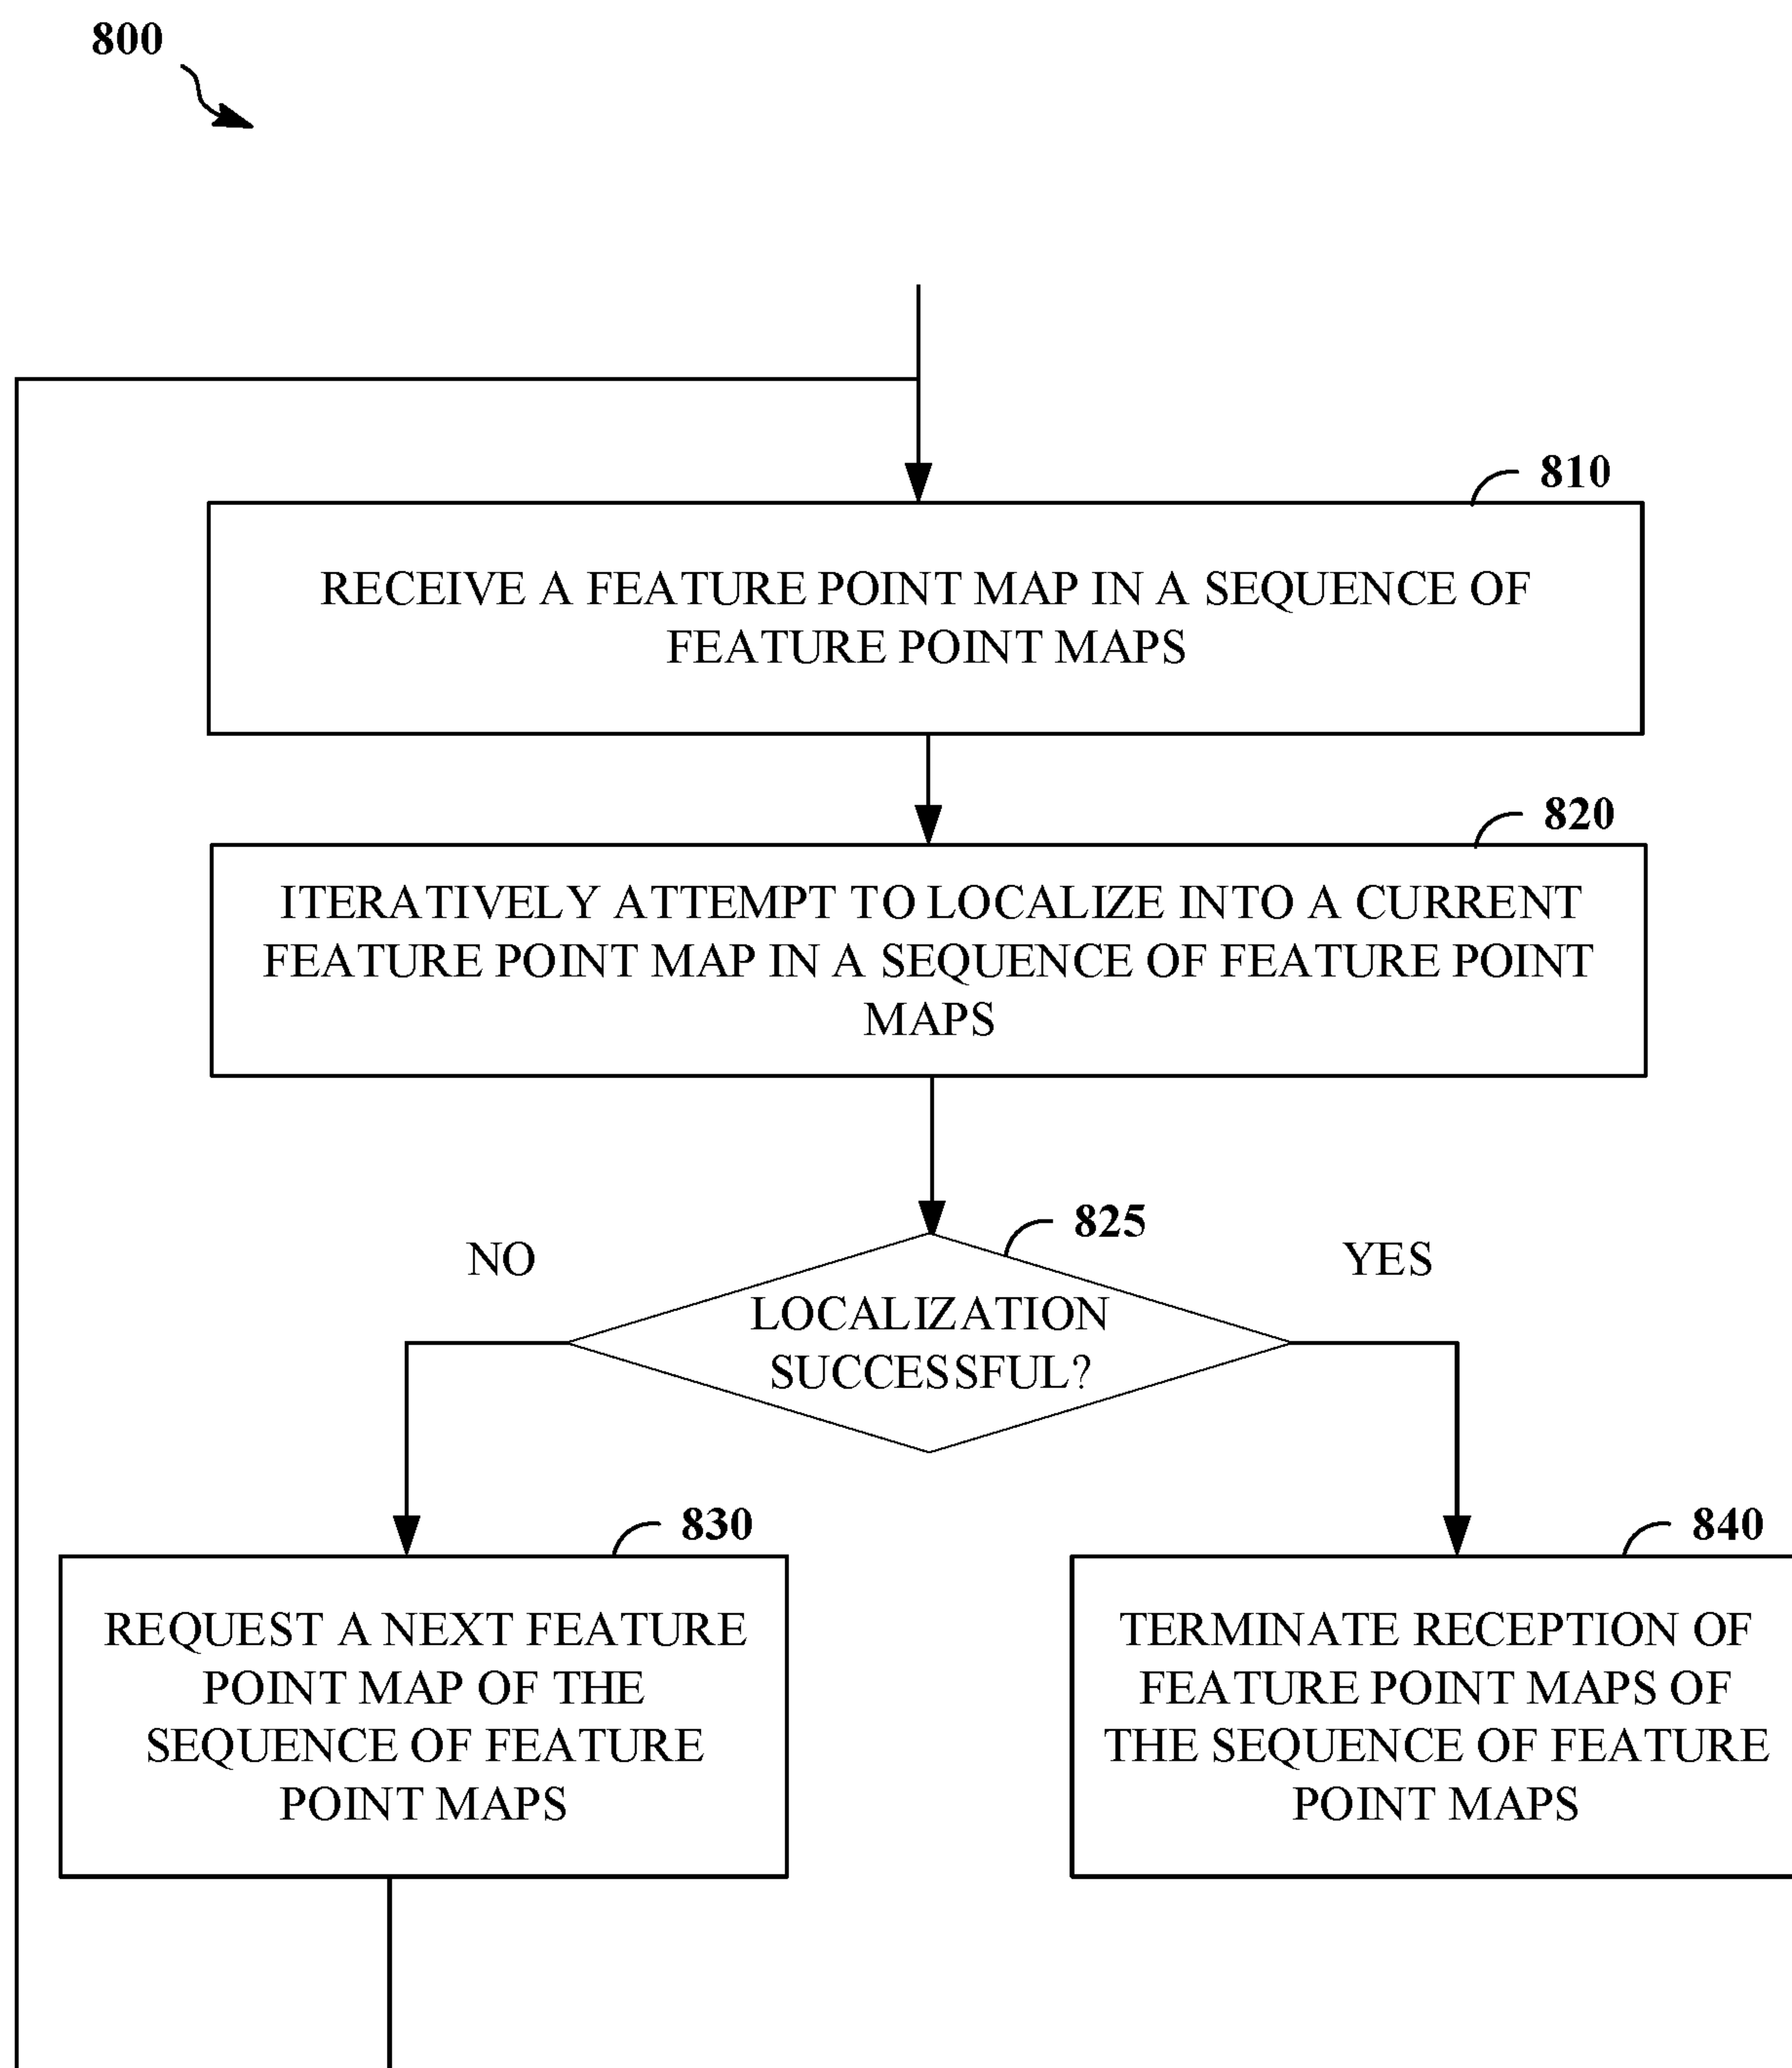 800
810
RECEIVE A FEATURE POINT MAP IN A SEQUENCE OF
FEATURE POINT MAPS
820
ITERATIVELY ATTEMPT TO LOCALIZE INTO A CURRENT
FEATURE POINT MAP IN A SEQUENCE OF FEATURE POINT
MAPS
825
NO
YES
LOCALIZATION
SUCCESSFUL?
830
REQUEST A NEXT FEATURE
POINT MAP OF THE
SEQUENCE OF FEATURE
POINT MAPS
840
TERMINATE RECEPTION OF
FEATURE POINT MAPS OF
THE SEQUENCE OF FEATURE
POINT MAPS